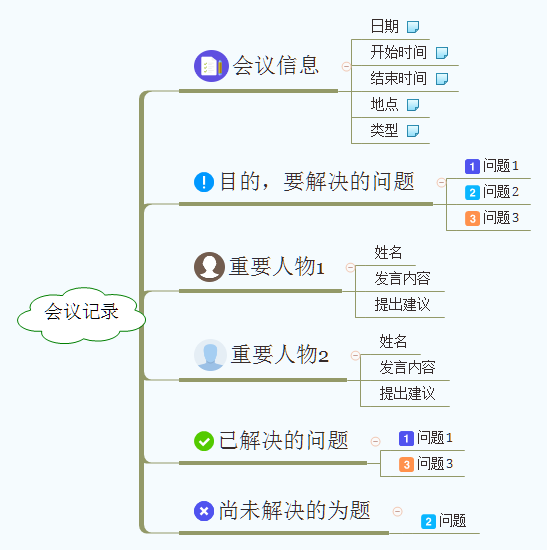 会议记录
会议信息
日期
开始时间
结束时间
地点
类型
目的，要解决的问题
1 问题1
2 问题2
3 问题3
重要人物1
姓名
发言内容
提出建议
重要人物2
姓名
发言内容
提出建议
已解决的问题
1 问题1
3 问题3
尚未解决的为题
2 问题